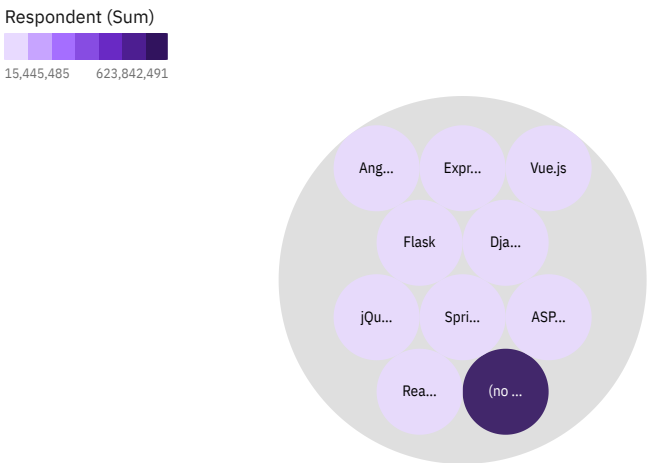 Respondent (Sum)
15,445,485 623,842,491
Ang... Expr... Vue.js
Flask Dja...
jQu... Spri... ASP...
Rea... (no ...